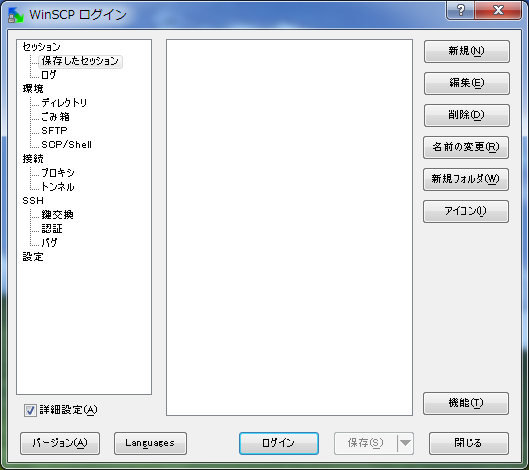 WinSCP ログイン
セッション
保存したセッション
ログ
環境
ディレクトリ
ごみ箱
SFTP
SCP/Shell
接続
プロキシ
トンネル
SSH
鍵交換
認証
バグ
設定
詳細設定(A)
新規(N)
編集(E)
削除(D)
名前の変更(R)
新規フォルダ(W)
アイコン(I)
機能(T)
バージョン(A)
Languages
ログイン
保存(S)
閉じる